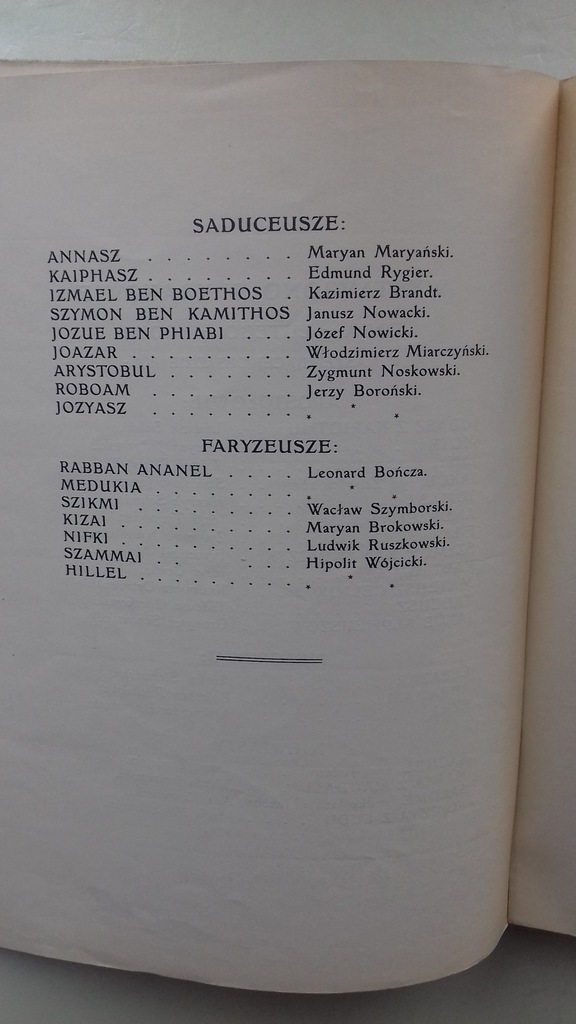 SADUCEUSZE:
ANNASZ . . . . . . . . Maryan Maryański.
KAIPHASZ . . . . . . . . Edmund Rygier.
IZMAEL BEN BOETHOS . Kazimierz Brandt.
SZYMON BEN KAMITHOS Janusz Nowacki.
JOZUE BEN PHIABI . . . Józef Nowicki.
JOAZAR . . . . . . . . . Włodzimierz Miarczyński.
ARYSTOBUL . . . . . . . Zygmunt Noskowski.
ROBOAM . . . . . . . . Jerzy Boroński.
JOZYASZ . . . . . . . . * * *
FARYZEUSZE:
RABBAN ANANEL . . . . Leonard Bończa.
MEDUKIA . . . . . . . . * * *
SZIKMI . . . . . . . . . Wacław Szymborski.
KIZAI . . . . . . . . . . Maryan Brokowski.
NIFKI . . . . . . . . . . Ludwik Ruszkowski.
SZAMMAI . . . . . . Hipolit Wójcicki.
HILLEL . . . . . . . . . * * *